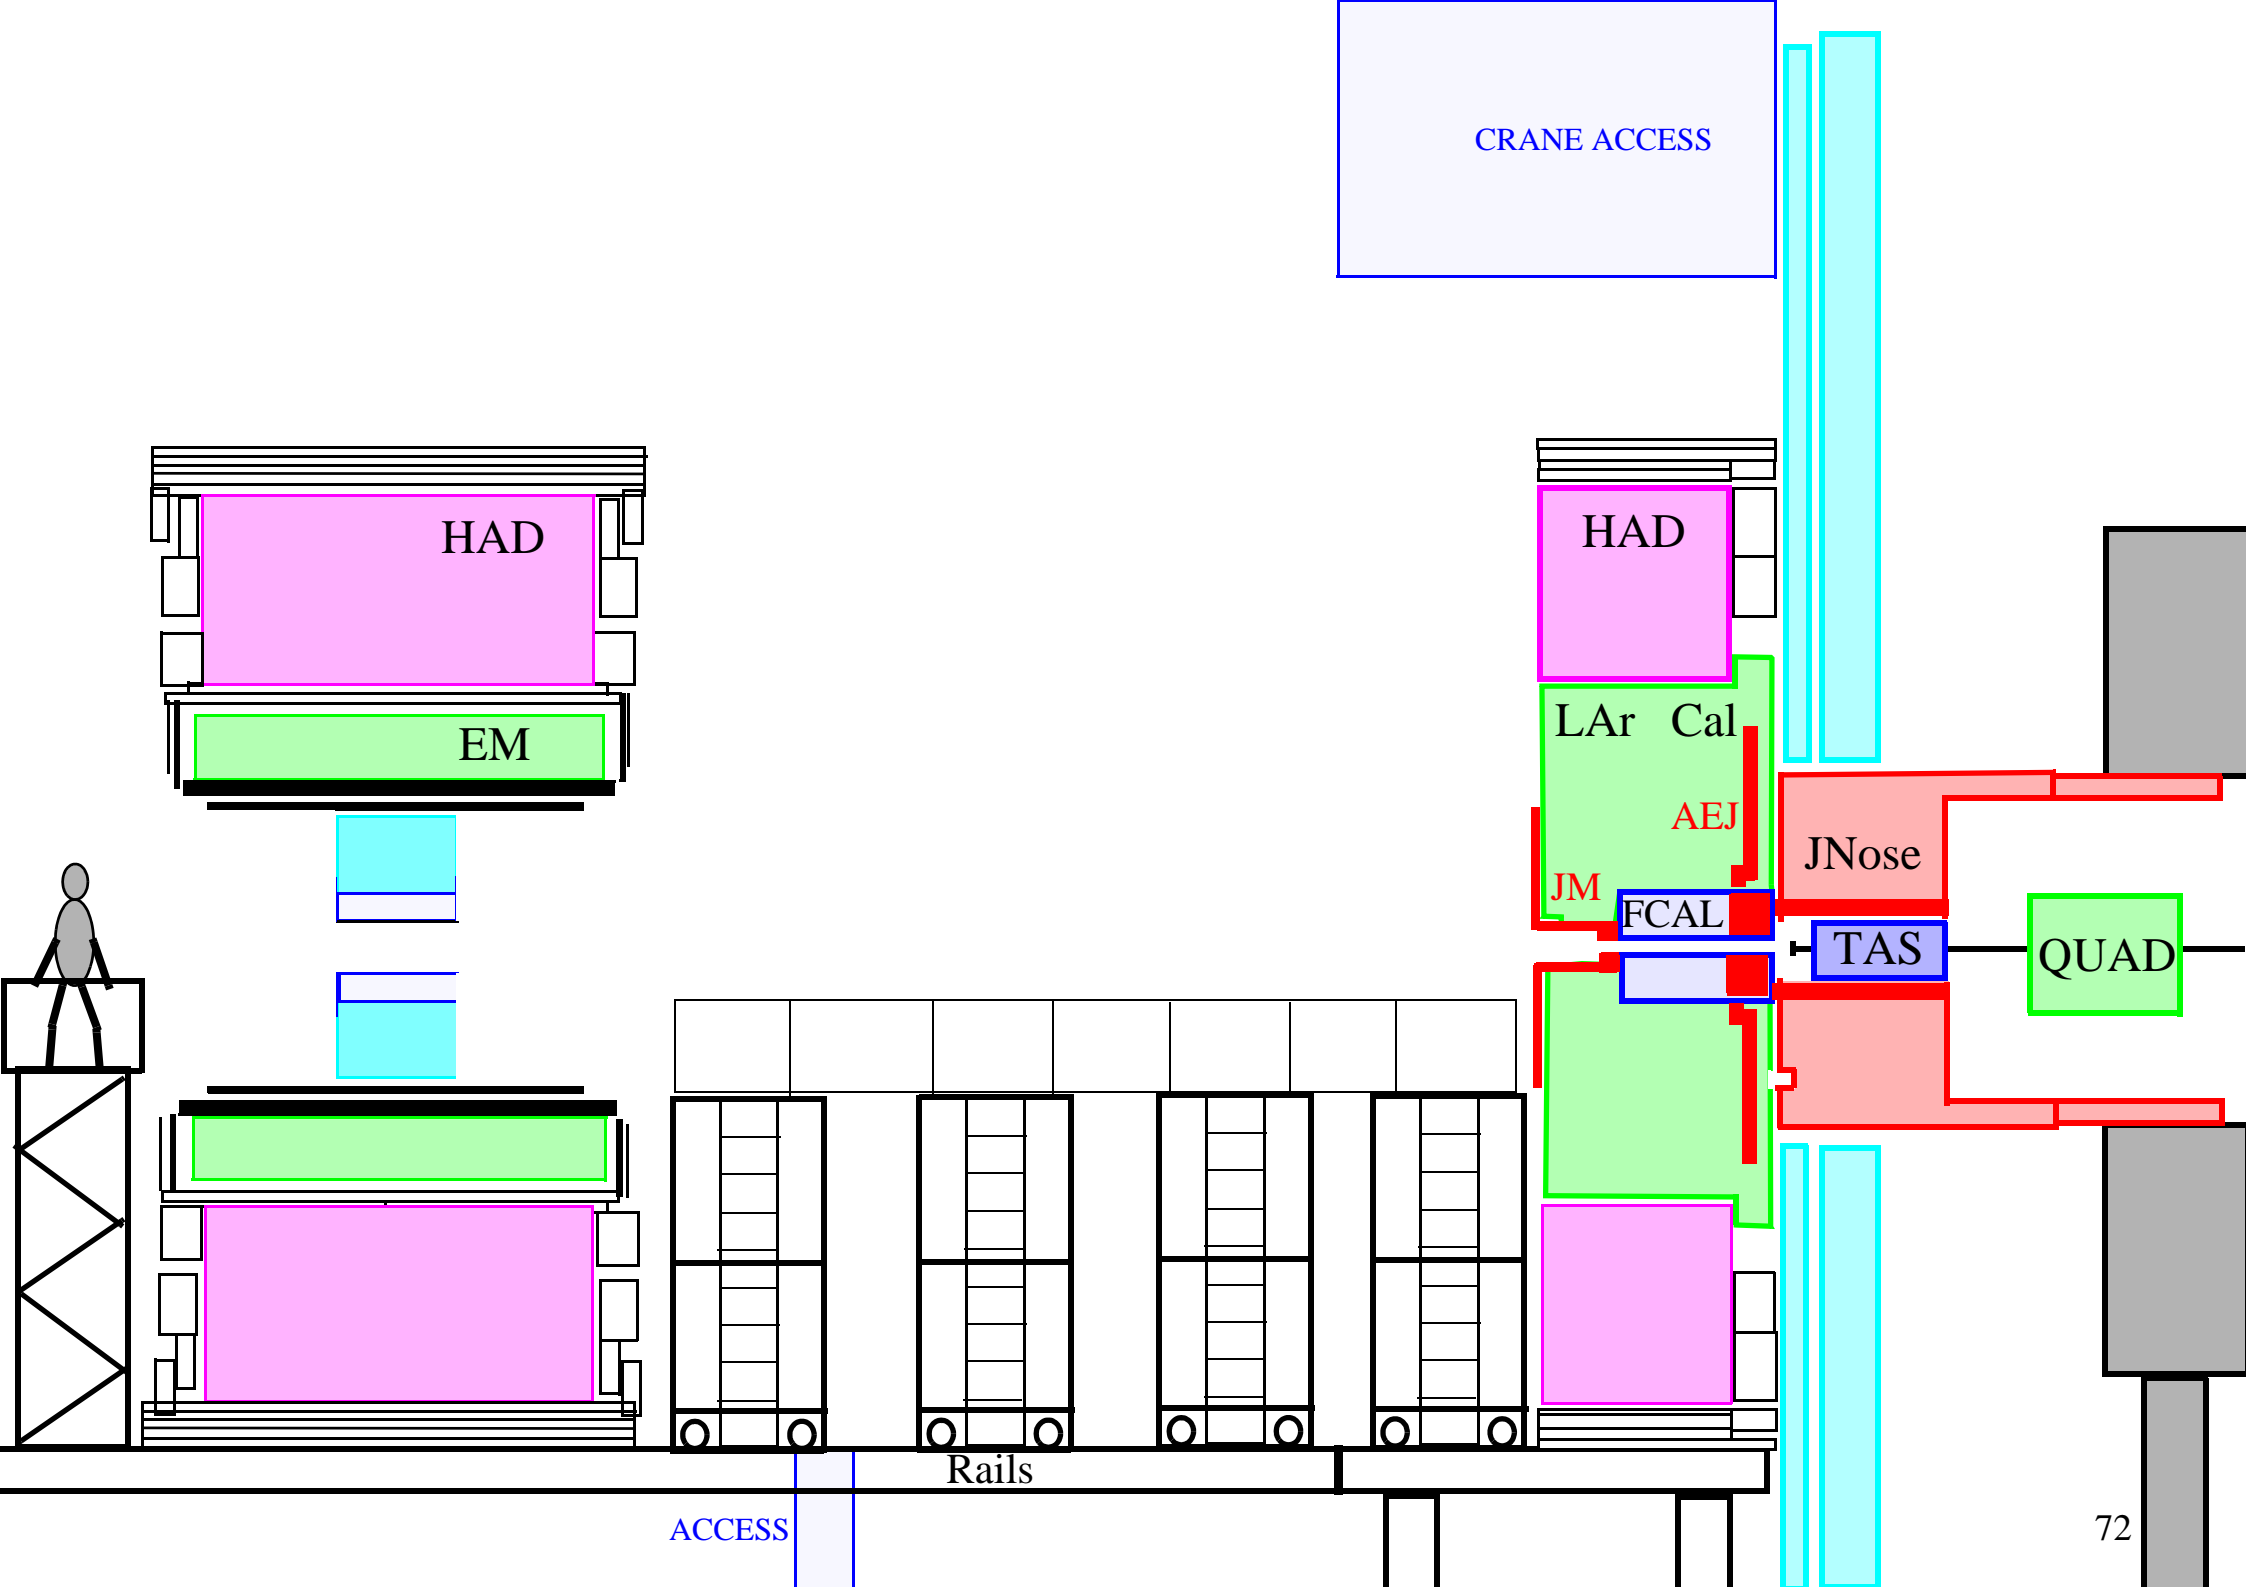 CRANE ACCESS
HAD
HAD
LAr Cal
EM
AEJ
JNose
JM
FCAL
TAS
QUAD
Rails
ACCESS
72